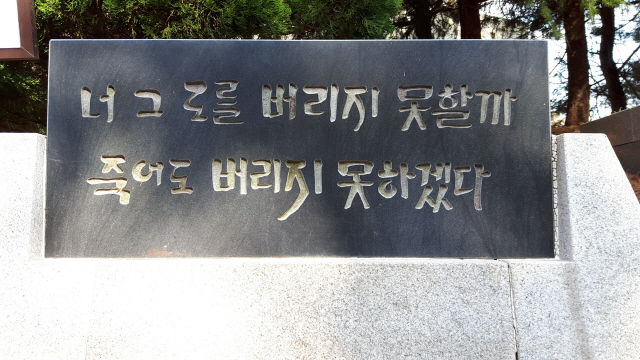 너 그 도를 버리지 못할까
죽어도 버리지 못하겠다